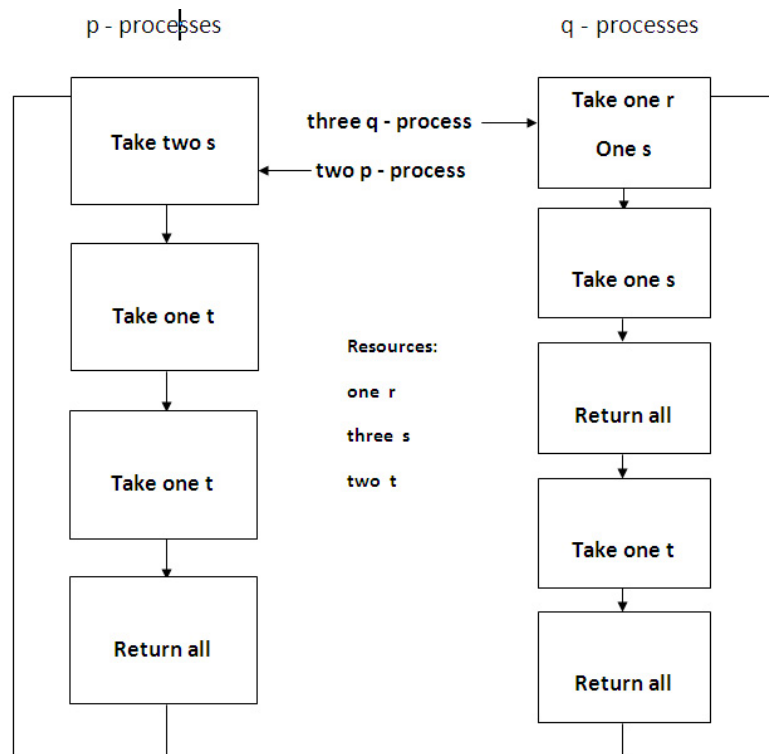 p - processes
q - processes
Take two s
Take one t
Take one t
Return all
three q - process
two p - process
Resources:
one r
three s
two t
Take one r
One s
Take one s
Return all
Take one t
Return all